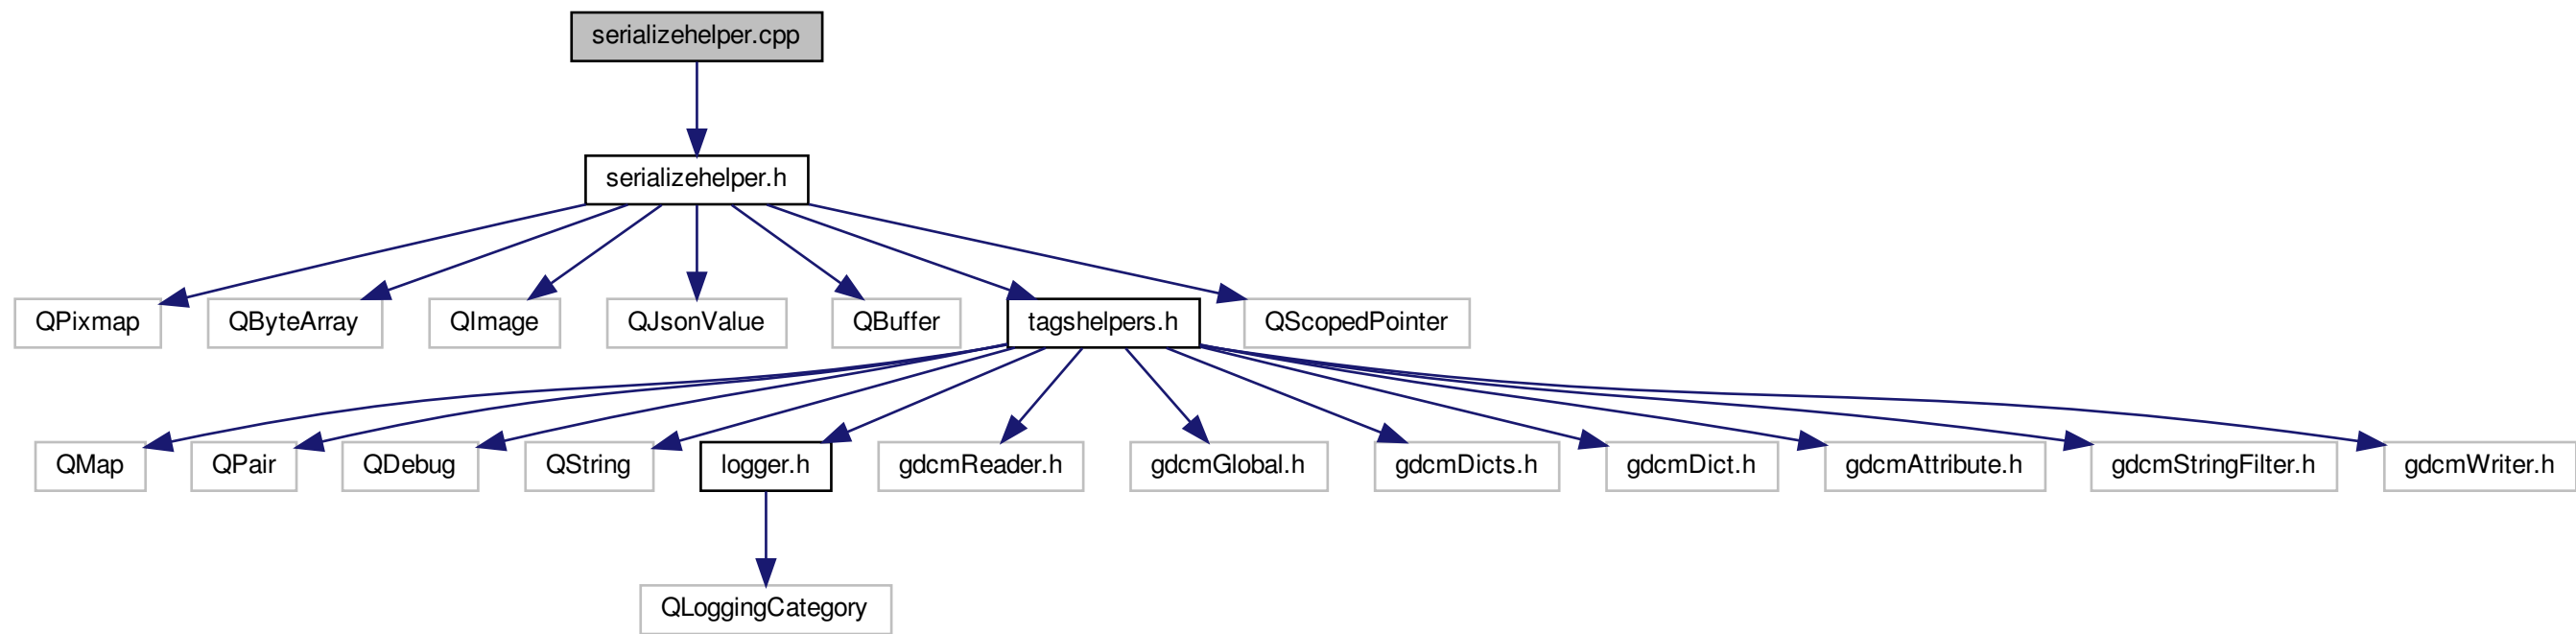 serializehelper.cpp
serializehelper.h
QPixmap
QByteArray
QImage
QJsonValue
QBuffer
tagshelpers.h
QScopedPointer
QMap
QPair
QDebug
QString
logger.h
gdcmReader.h
gdcmGlobal.h
gdcmDicts.h
gdcmDict.h
gdcmAttribute.h
gdcmStringFilter.h
gdcmWriter.h
QLoggingCategory